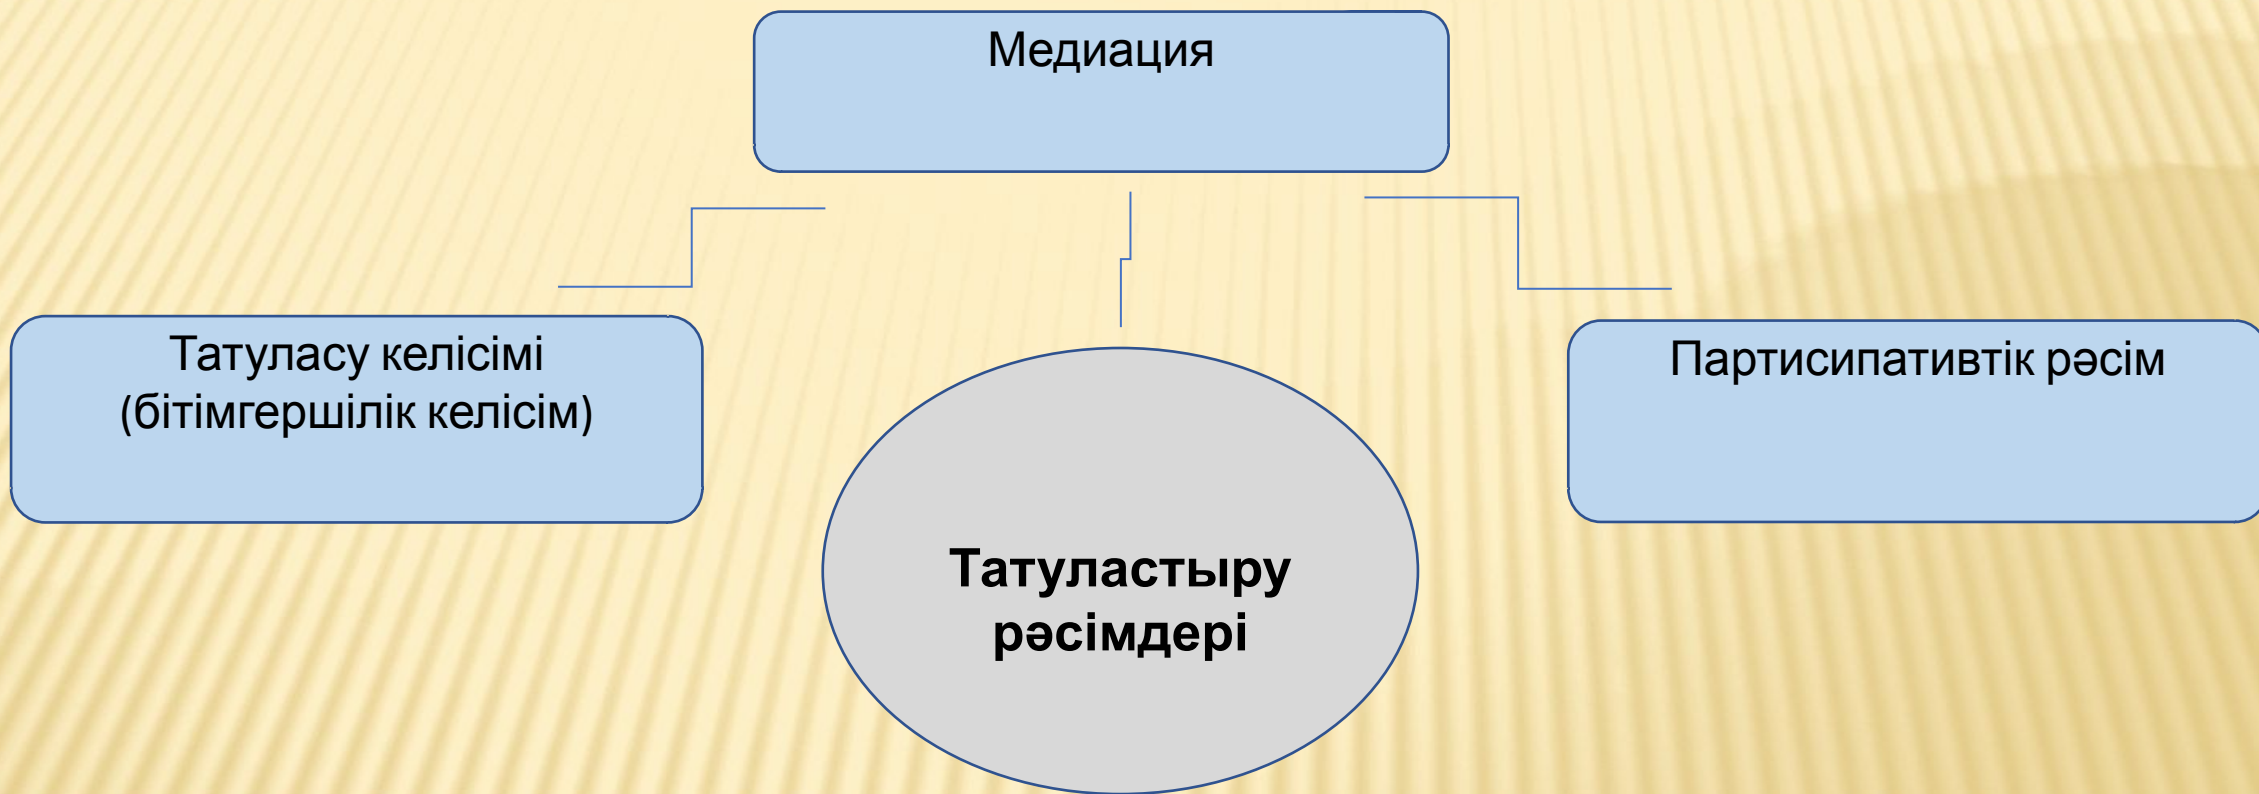 Медиация
Татуласу келісімі
(бітімгершілік келісім)
Партисипативтік рәсім
Татуластыру
рәсімдері